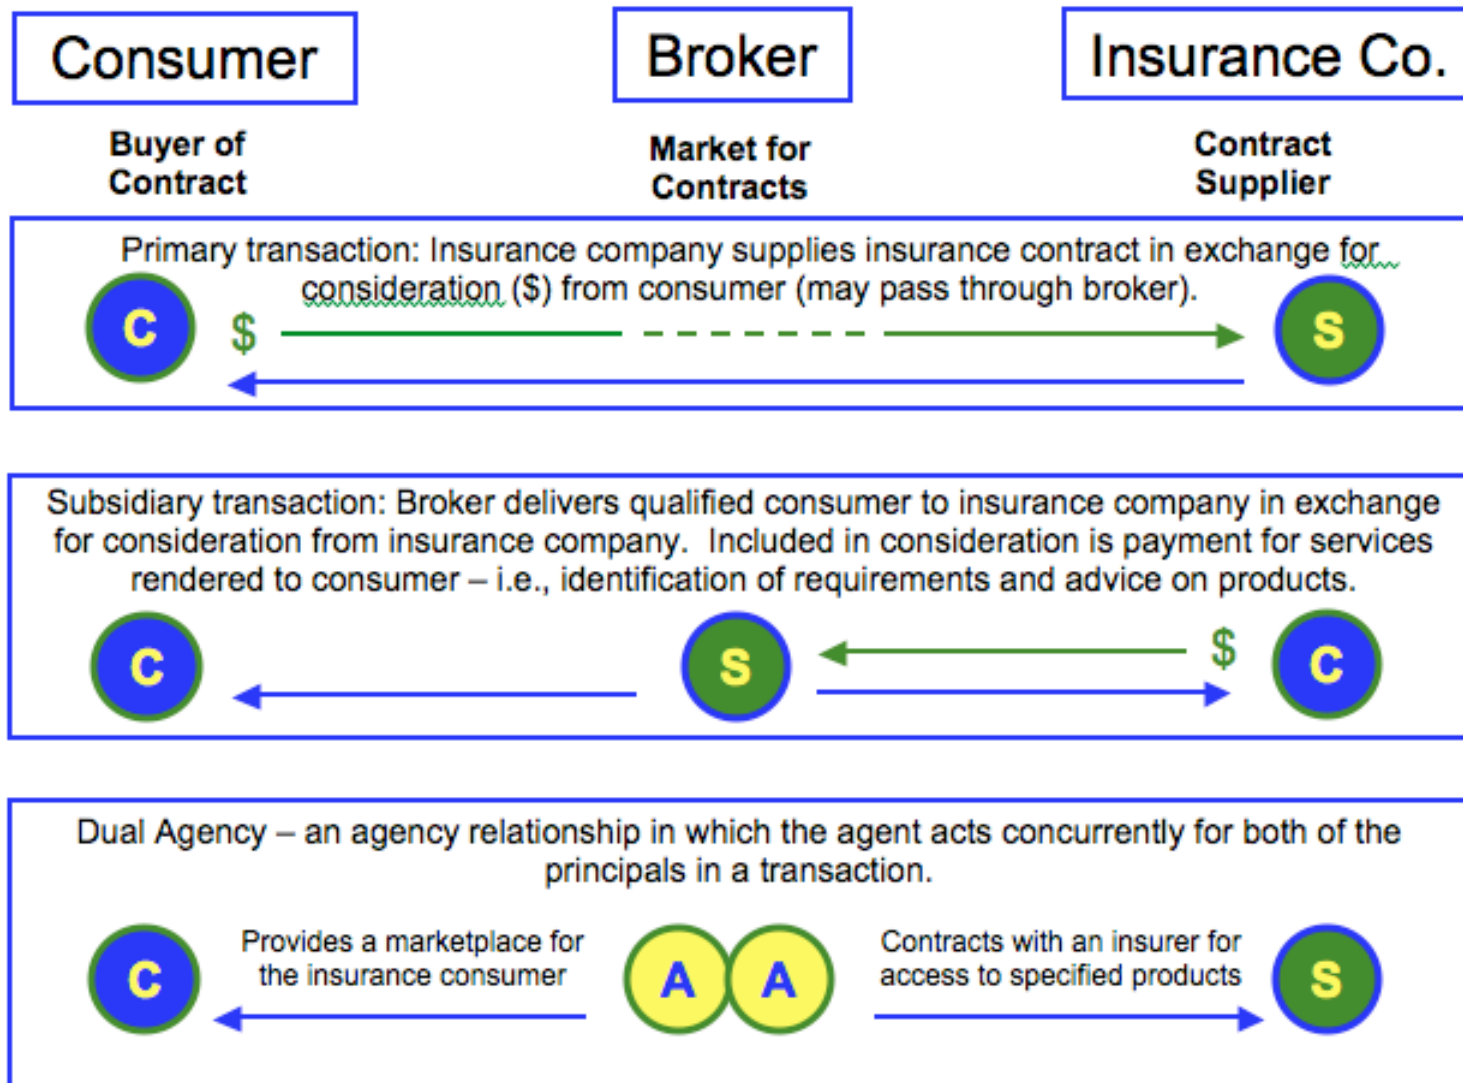 Consumer
Broker
Insurance Co.
Buyer of
Contract
Market for
Contracts
Contract
Supplier
Primary transaction: Insurance company supplies insurance contract in exchange for
consideration ($) from consumer (may pass through broker).
C
$
S
Subsidiary transaction: Broker delivers qualified consumer to insurance company in exchange
for consideration from insurance company.  Included in consideration is payment for services
rendered to consumer – i.e., identification of requirements and advice on products.
C
S
$
C
Dual Agency – an agency relationship in which the agent acts concurrently for both of the
principals in a transaction.
C
Provides a marketplace for
the insurance consumer
A
A
Contracts with an insurer for
access to specified products
S